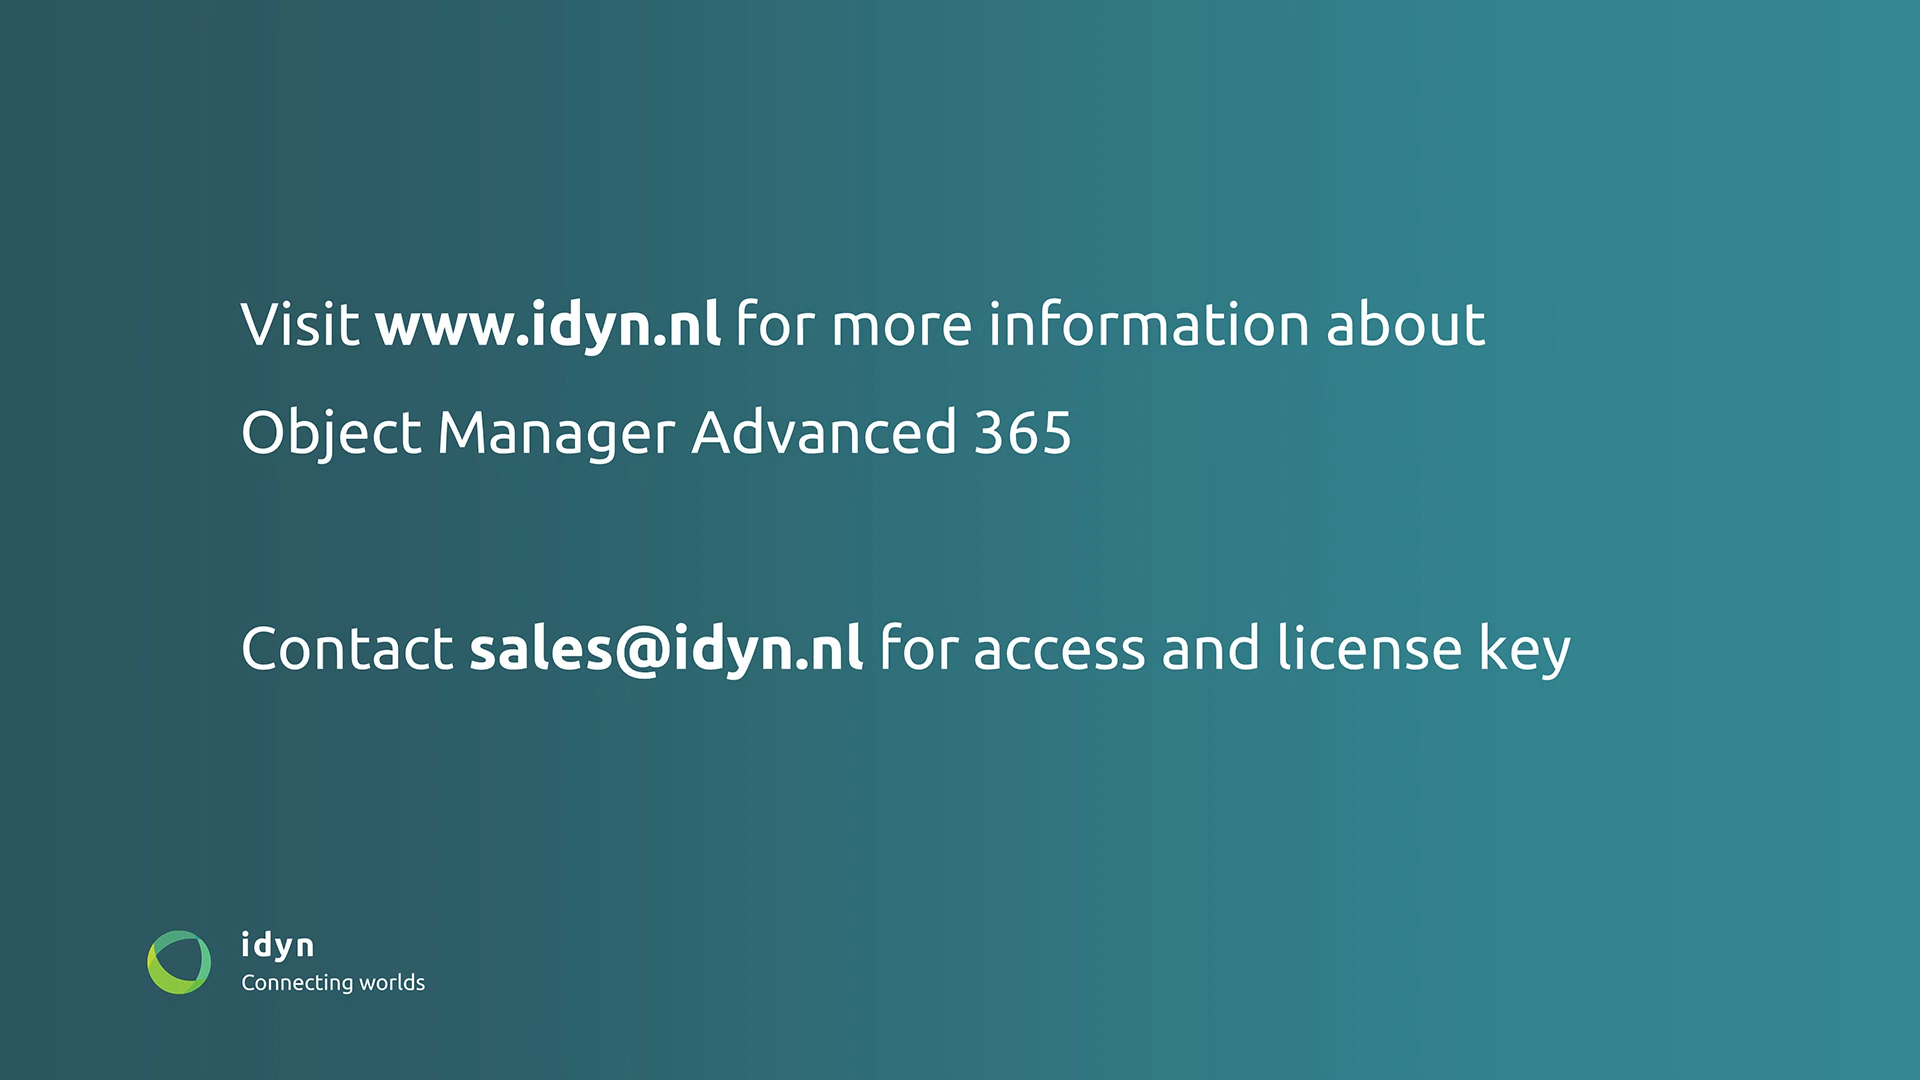 Visit www.idyn.nl for more information about
Object Manager Advanced 365
Contact sales@idyn.nl for access and license key
idyn
Connecting worlds